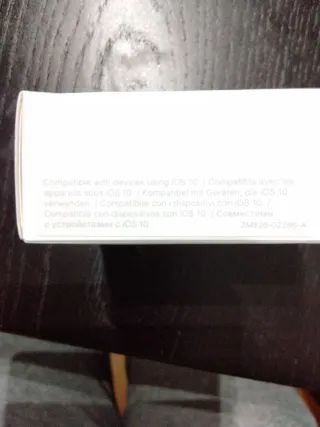 Compatible with devices using iOS 10 | Compatible avec les
appareils sous iOS 10 | Kompatibel mit Geräten, die iOS 10
verwenden | Compatibile con i dispositivi con iOS 10 |
Compatible con dispositivos con iOS 10 | Совместимы
с устройствами с iOS 10